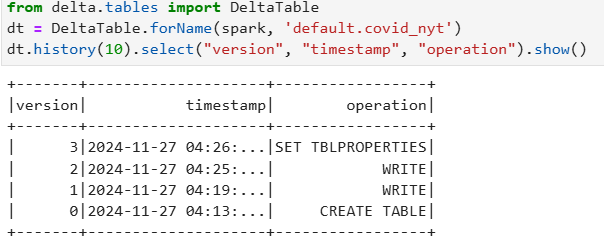 from delta.tables import DeltaTable
dt = DeltaTable.forName(spark, 'default.covid_nyt')
dt.history(10).select("version", "timestamp", "operation").show()
+-------+--------------------+-----------------+
|version|           timestamp|        operation|
+-------+--------------------+-----------------+
|      3|2024-11-27 04:26:...|SET TBLPROPERTIES|
|      2|2024-11-27 04:25:...|            WRITE|
|      1|2024-11-27 04:19:...|            WRITE|
|      0|2024-11-27 04:13:...|     CREATE TABLE|
+-------+--------------------+-----------------+